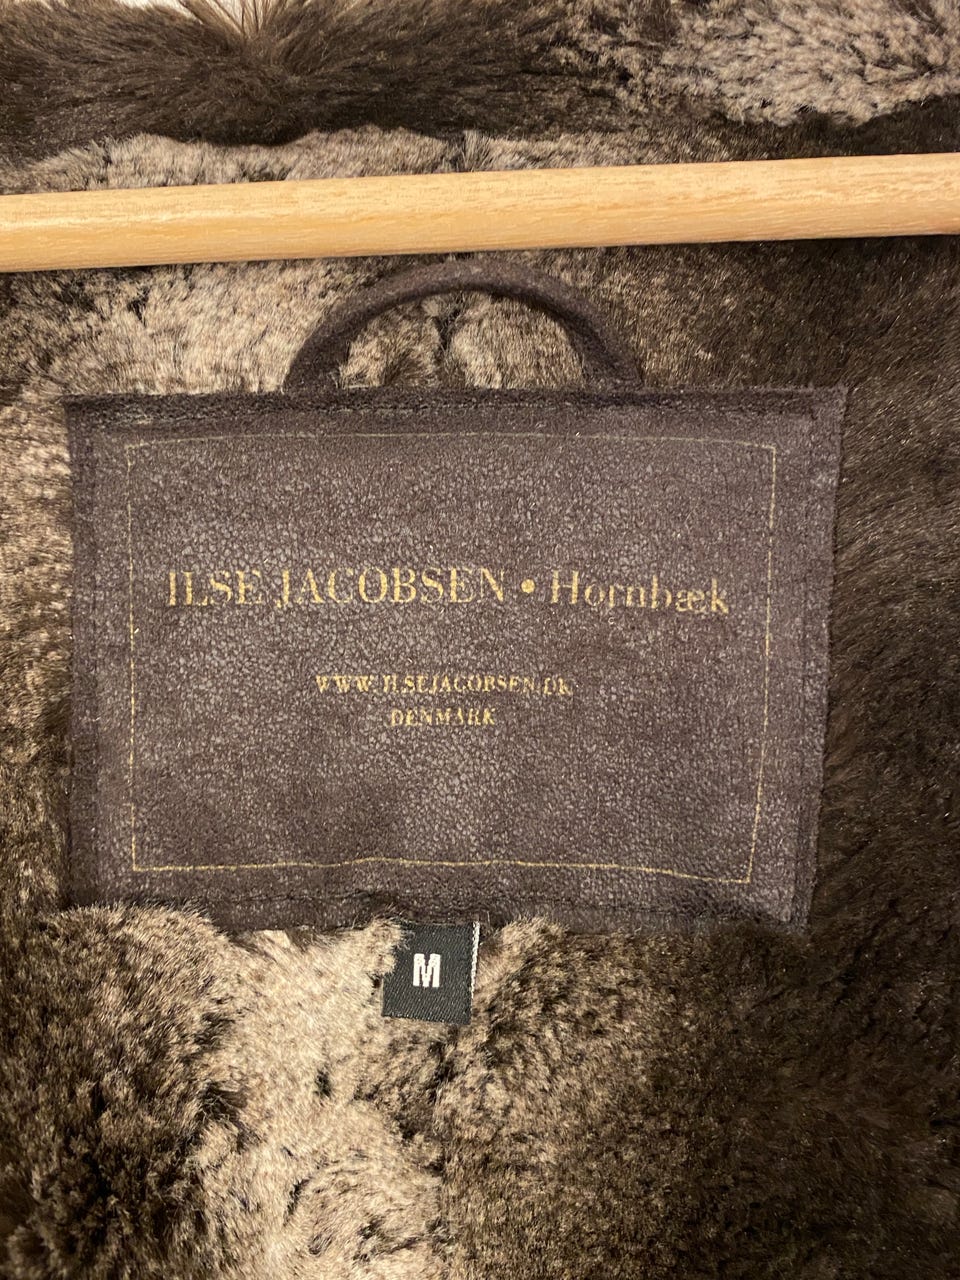 ILSE JACOBSEN • Hornbæk
WWW.ILSEJACOBSEN.DK
DENMARK
M